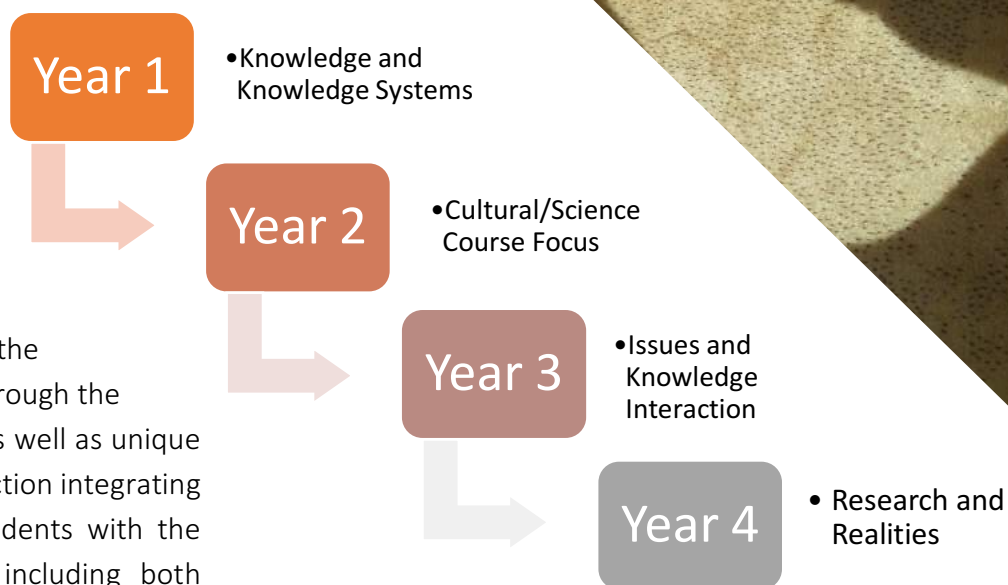 Year 1
•Knowledge and
Knowledge Systems
Year 2
•Cultural/Science
Course Focus
Year 3
•Issues and
Knowledge
Interaction
Year 4
• Research and
Realities
the
rough the
s well as unique
ction integrating
dents with the
including both